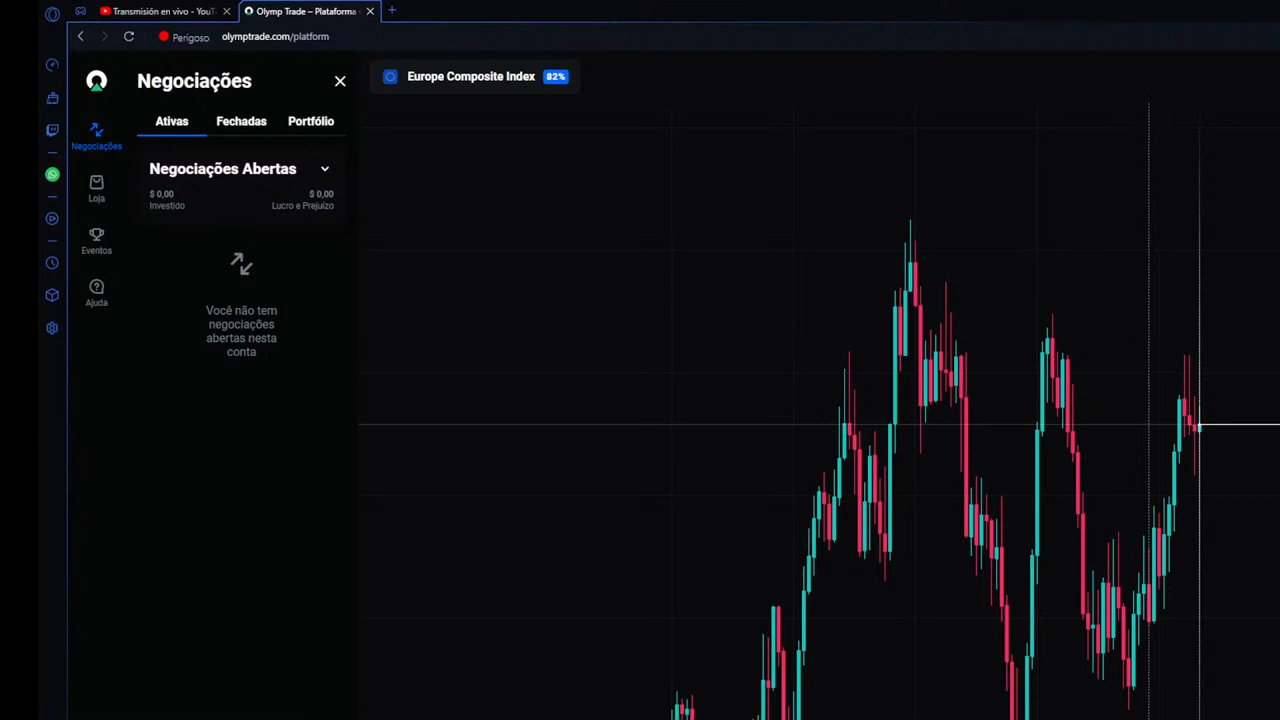 Transmisión en vivo - YouT
Olymp Trade – Plataforma
Perigoso
olymptrade.com/platform
Negociações
Europe Composite Index 82%
Ativas Fechadas Portfólio
Negociações
Negociações Abertas
$ 0,00 $ 0,00
Investido Lucro e Prejuízo
Loja
Eventos
Ajuda
Você não tem
negociações
abertas nesta
conta